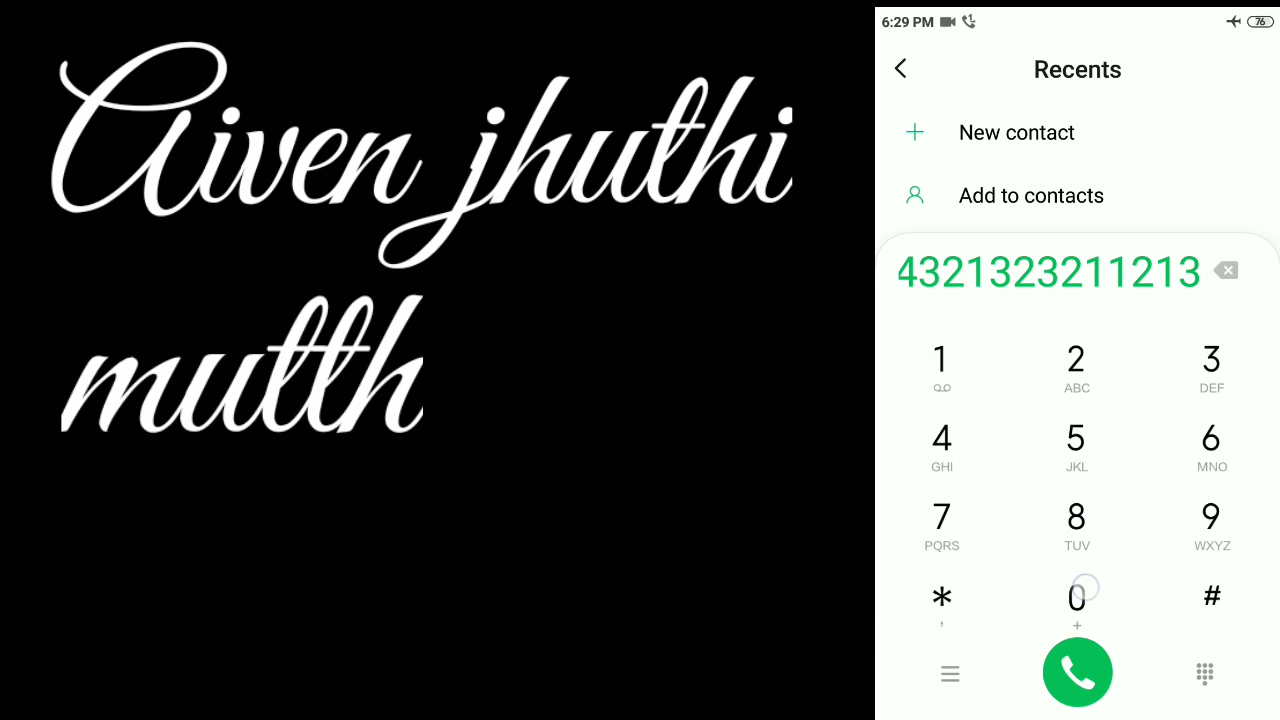 Aiven jhuthi
mutth
6:29 PM
76
Recents
New contact
Add to contacts
4321323211213
1 2 3
ABC DEF
4 5 6
GHI JKL MNO
7 8 9
PQRS TUV WXYZ
* 0 #
, +